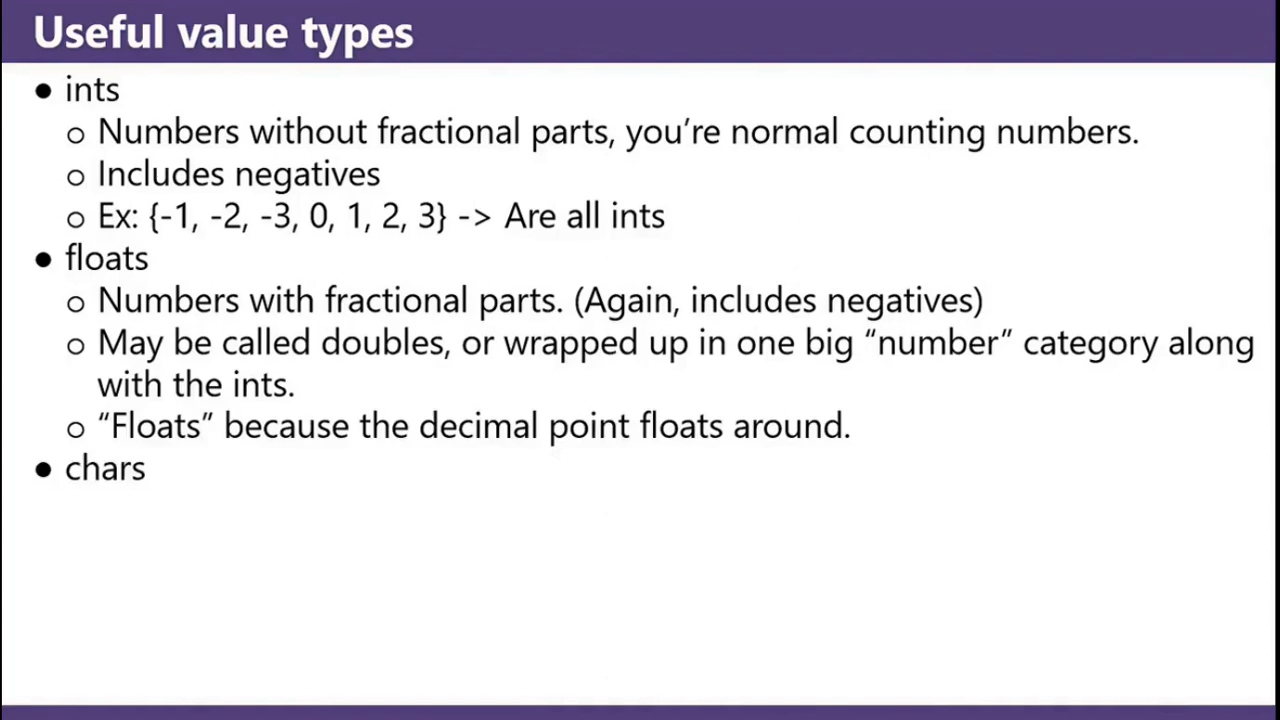 Useful value types
● ints
○ Numbers without fractional parts, you’re normal counting numbers.
○ Includes negatives
○ Ex: {-1, -2, -3, 0, 1, 2, 3} -> Are all ints
● floats
○ Numbers with fractional parts. (Again, includes negatives)
○ May be called doubles, or wrapped up in one big “number” category along
with the ints.
○ “Floats” because the decimal point floats around.
● chars